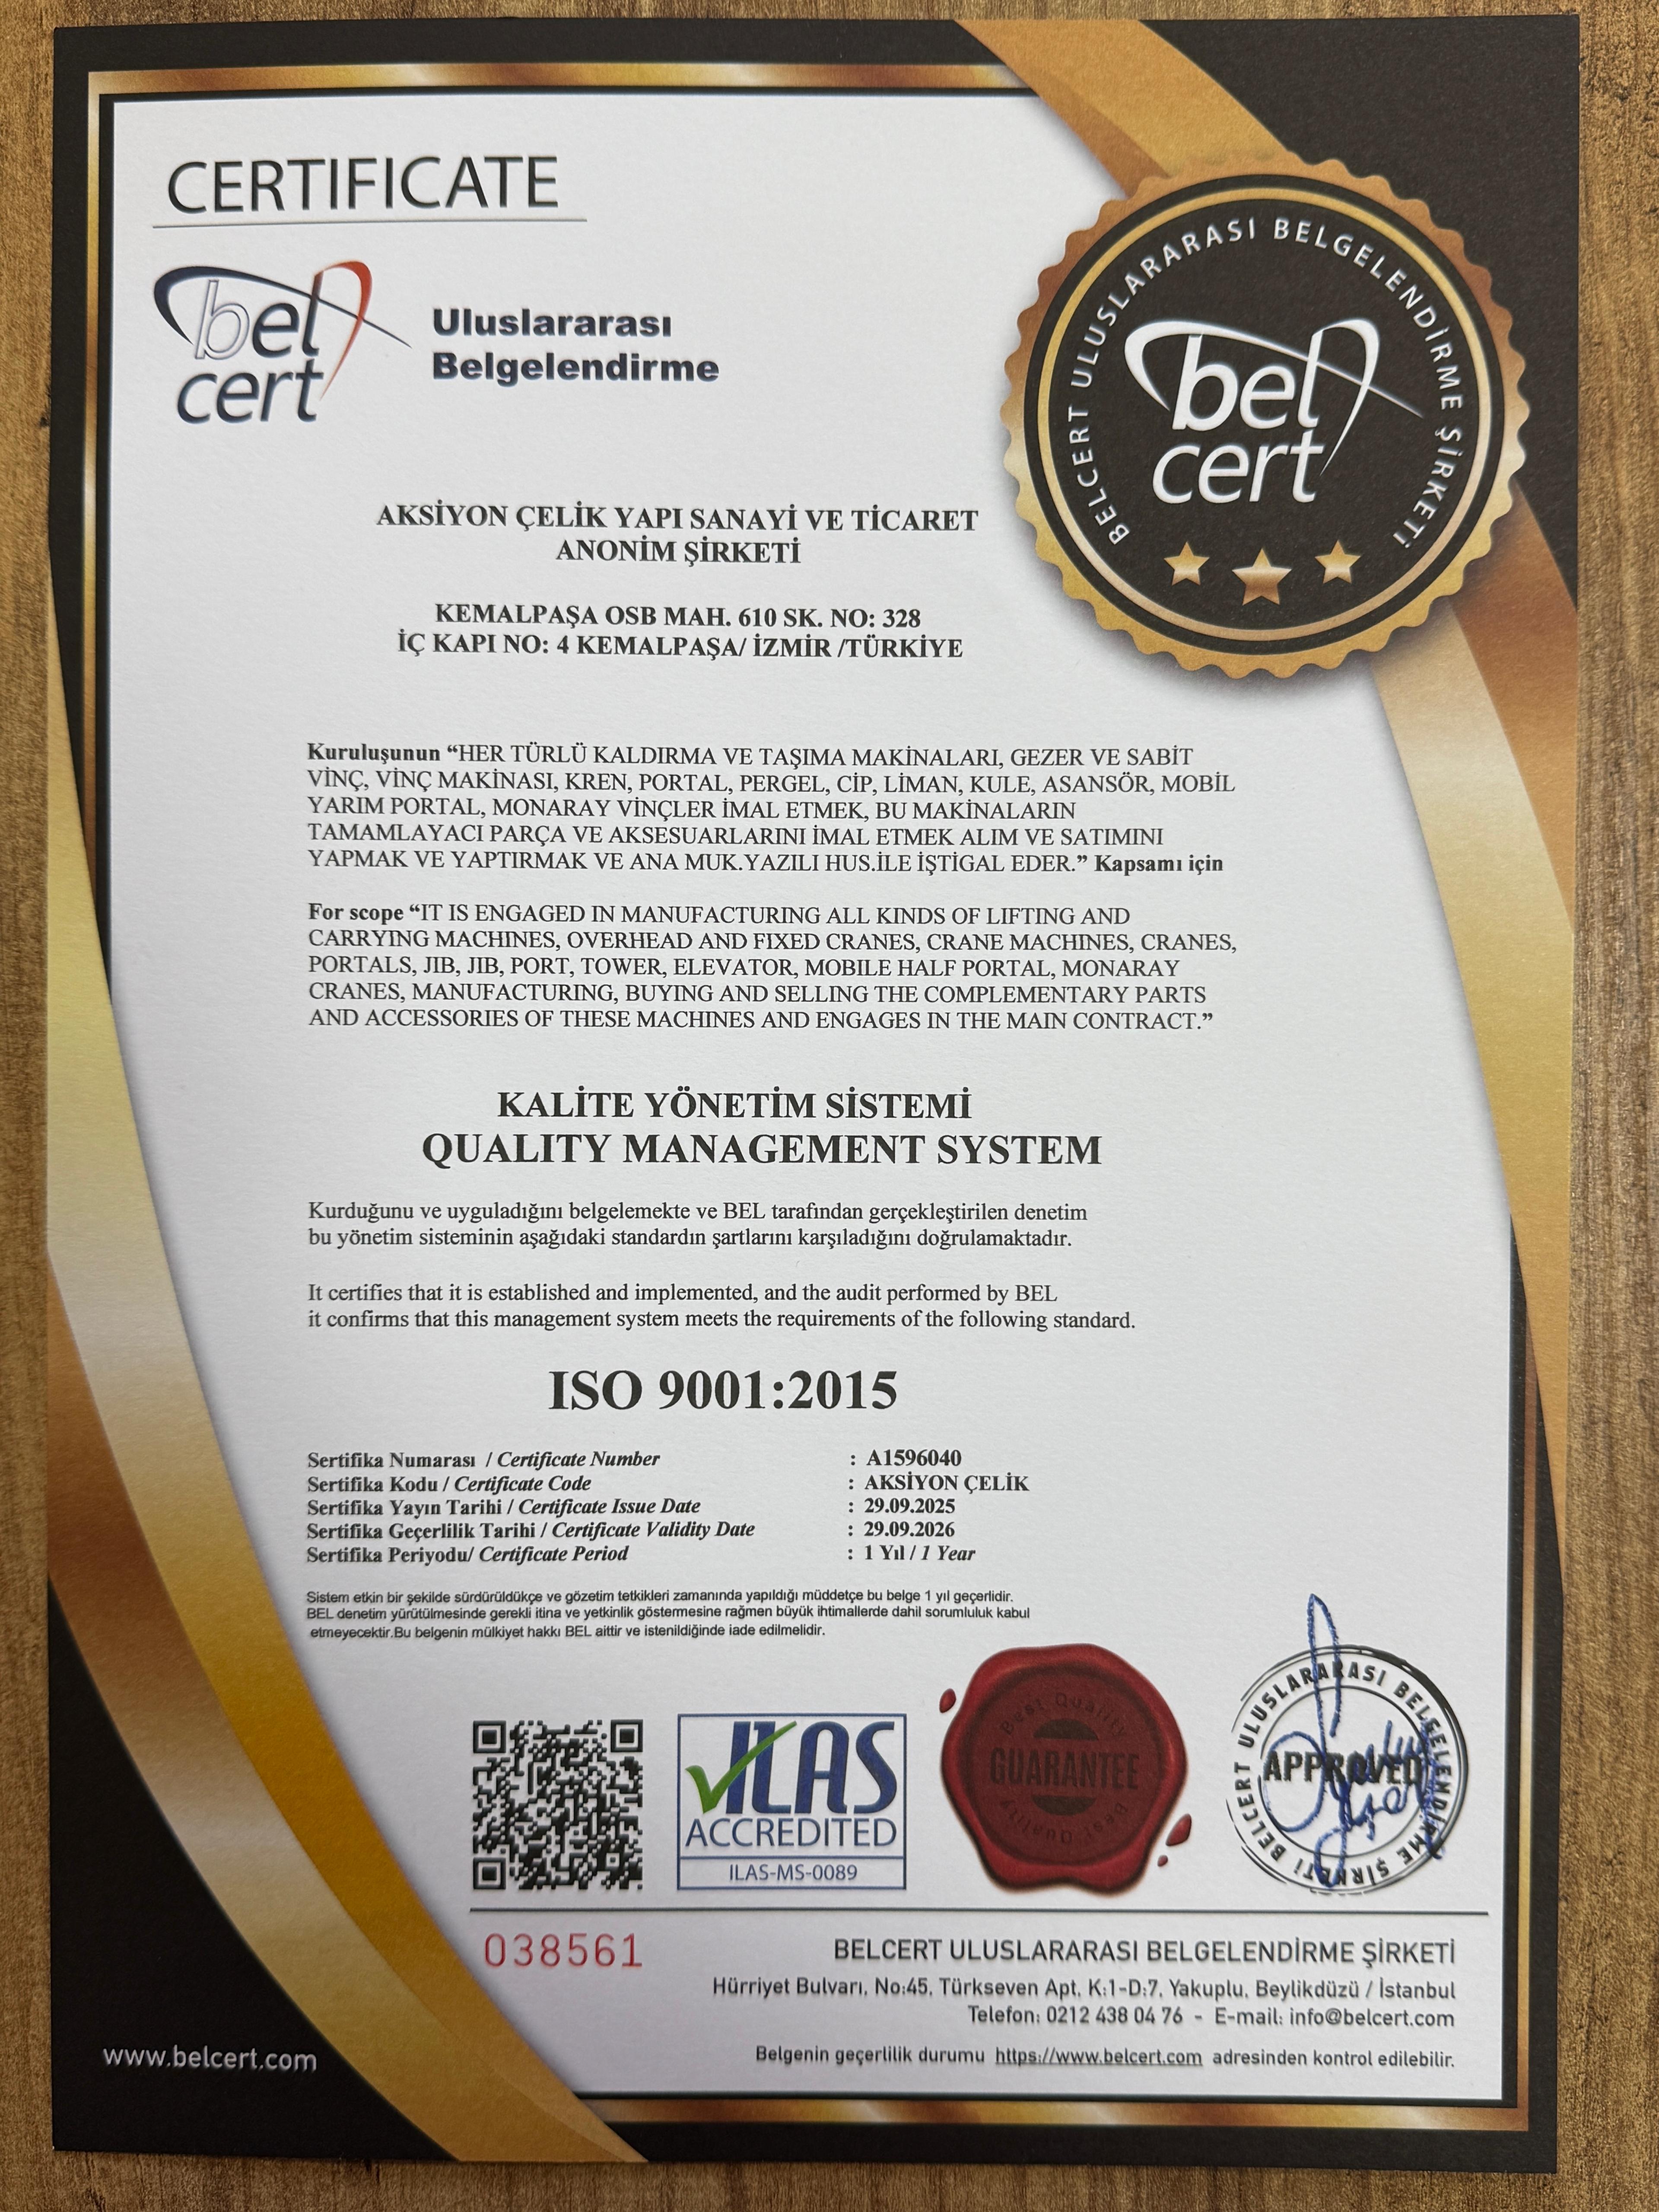 CERTIFICATE
bel
cert
Uluslararası
Belgelendirme
BELCERT ULUSLARARASI BELGELENDİRME ŞİRKETİ
bel
cert
AKSİYON ÇELİK YAPI SANAYİ VE TİCARET
ANONİM ŞİRKETİ
KEMALPAŞA OSB MAH. 610 SK. NO: 328
İÇ KAPI NO: 4 KEMALPAŞA/ İZMİR /TÜRKİYE
Kuruluşunun “HER TÜRLÜ KALDIRMA VE TAŞIMA MAKİNALARI, GEZER VE SABİT
VİNÇ, VİNÇ MAKİNASI, KREN, PORTAL, PERGEL, CİP, LİMAN, KULE, ASANSÖR, MOBİL
YARIM PORTAL, MONARAY VİNÇLER İMAL ETMEK, BU MAKİNALARIN
TAMAMLAYACI PARÇA VE AKSESUARLARINI İMAL ETMEK ALIM VE SATIMINI
YAPMAK VE YAPTIRMAK VE ANA MUK.YAZILI HUS.İLE İŞTİGAL EDER.” Kapsamı için
For scope “IT IS ENGAGED IN MANUFACTURING ALL KINDS OF LIFTING AND
CARRYING MACHINES, OVERHEAD AND FIXED CRANES, CRANE MACHINES, CRANES,
PORTALS, JIB, JIB, PORT, TOWER, ELEVATOR, MOBILE HALF PORTAL, MONARAY
CRANES, MANUFACTURING, BUYING AND SELLING THE COMPLEMENTARY PARTS
AND ACCESSORIES OF THESE MACHINES AND ENGAGES IN THE MAIN CONTRACT.”
KALİTE YÖNETİM SİSTEMİ
QUALITY MANAGEMENT SYSTEM
Kurduğunu ve uyguladığını belgelemekte ve BEL tarafından gerçekleştirilen denetim
bu yönetim sisteminin aşağıdaki standardın şartlarını karşıladığını doğrulamaktadır.
It certifies that it is established and implemented, and the audit performed by BEL
it confirms that this management system meets the requirements of the following standard.
ISO 9001:2015
Sertifika Numarası / Certificate Number : A1596040
Sertifika Kodu / Certificate Code : AKSİYON ÇELİK
Sertifika Yayın Tarihi / Certificate Issue Date : 29.09.2025
Sertifika Geçerlilik Tarihi / Certificate Validity Date : 29.09.2026
Sertifika Periyodu/ Certificate Period : 1 Yıl / 1 Year
Sistem etkin bir şekilde sürdürüldükçe ve gözetim tetkikleri zamanında yapıldığı müddetçe bu belge 1 yıl geçerlidir.
BEL denetim yürütülmesinde gerekli itina ve yetkinlik göstermesine rağmen büyük ihtimallerde dahil sorumluluk kabul
etmeyecektir.Bu belgenin mülkiyet hakkı BEL aittir ve istenildiğinde iade edilmelidir.
ILAS
ACCREDITED
ILAS-MS-0089
Best Quality
GUARANTEE
Best Quality
BELCERT ULUSLARARASI BELGELENDİRME ŞİRKETİ
APPROVED
038561
BELCERT ULUSLARARASI BELGELENDİRME ŞİRKETİ
Hürriyet Bulvarı, No:45, Türkseven Apt, K:1-D:7, Yakuplu, Beylikdüzü / İstanbul
Telefon: 0212 438 04 76 - E-mail: info@belcert.com
www.belcert.com
Belgenin geçerlilik durumu https://www.belcert.com adresinden kontrol edilebilir.